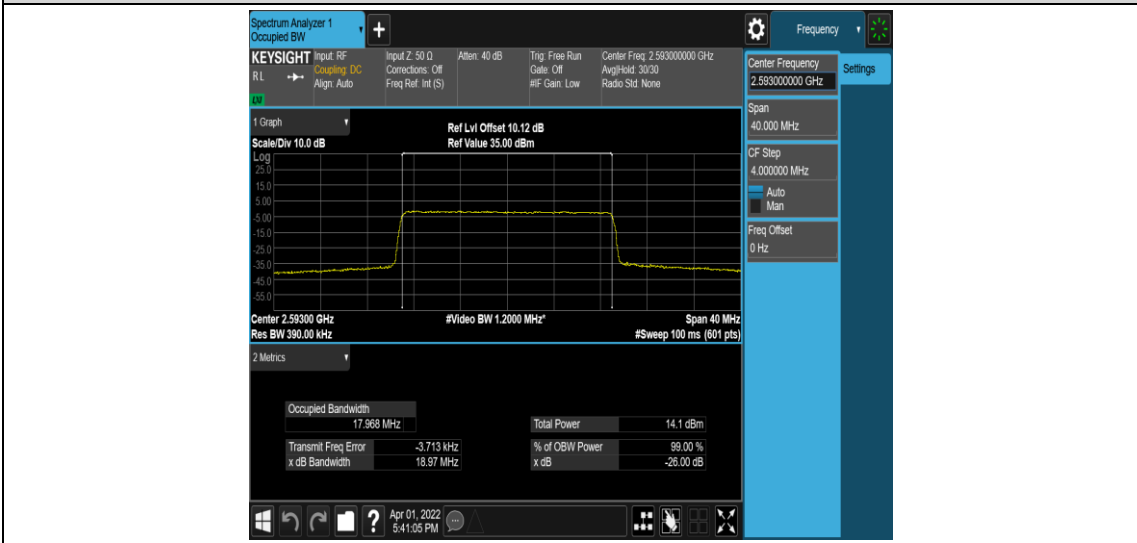 Spectrum Analyzer 1
Occupied BW
+
Frequency
KEYSIGHT
RL
LXI
Input: RF
Coupling: DC
Align: Auto
Input Z: 50 Ω
Corrections: Off
Freq Ref: Int (S)
Atten: 40 dB
Trig: Free Run
Gate: Off
#IF Gain: Low
Center Freq: 2.593000000 GHz
Avg|Hold: 30/30
Radio Std: None
Center Frequency
2.593000000 GHz
Settings
Span
40.000 MHz
CF Step
4.000000 MHz
Auto
Man
Freq Offset
0 Hz
1 Graph
Scale/Div 10.0 dB
Ref Lvl Offset 10.12 dB
Ref Value 35.00 dBm
Log
25.0
15.0
5.00
-5.00
-15.0
-25.0
-35.0
-45.0
-55.0
Center 2.59300 GHz
#Video BW 1.2000 MHz*
Span 40 MHz
Res BW 390.00 kHz
#Sweep 100 ms (601 pts)
2 Metrics
Occupied Bandwidth
17.968 MHz
Total Power 14.1 dBm
Transmit Freq Error -3.713 kHz
% of OBW Power 99.00 %
x dB Bandwidth 18.97 MHz
x dB -26.00 dB
?
Apr 01, 2022
5:41:05 PM